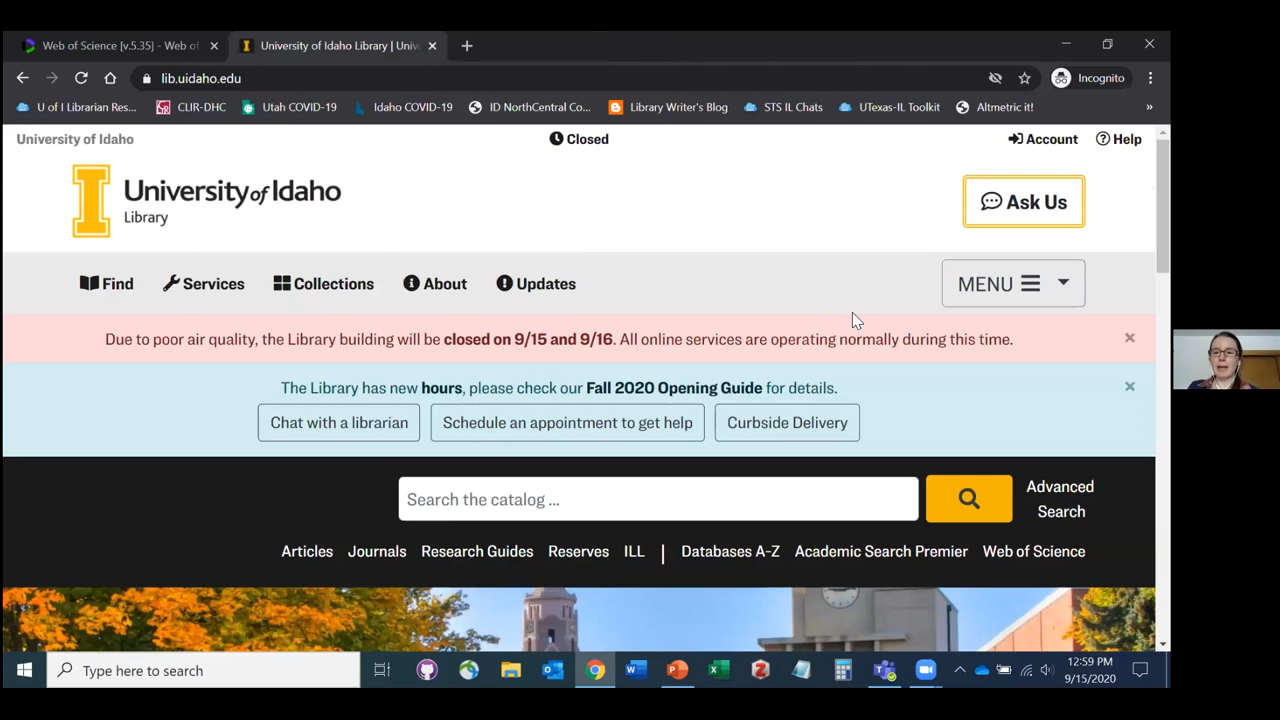 Web of Science [v.5.35] - Web of
University of Idaho Library | Univ
lib.uidaho.edu
Incognito
U of I Librarian Res...
CLIR-DHC
Utah COVID-19
Idaho COVID-19
ID NorthCentral Co...
Library Writer's Blog
STS IL Chats
UTexas-IL Toolkit
Altmetric it!
»
University of Idaho
Closed
Account
Help
University of Idaho
Library
Ask Us
Find
Services
Collections
About
Updates
MENU
Due to poor air quality, the Library building will be closed on 9/15 and 9/16. All online services are operating normally during this time.
The Library has new hours, please check our Fall 2020 Opening Guide for details.
Chat with a librarian
Schedule an appointment to get help
Curbside Delivery
Search the catalog ...
Advanced
Search
Articles
Journals
Research Guides
Reserves
ILL
|
Databases A-Z
Academic Search Premier
Web of Science
Type here to search
12:59 PM
9/15/2020